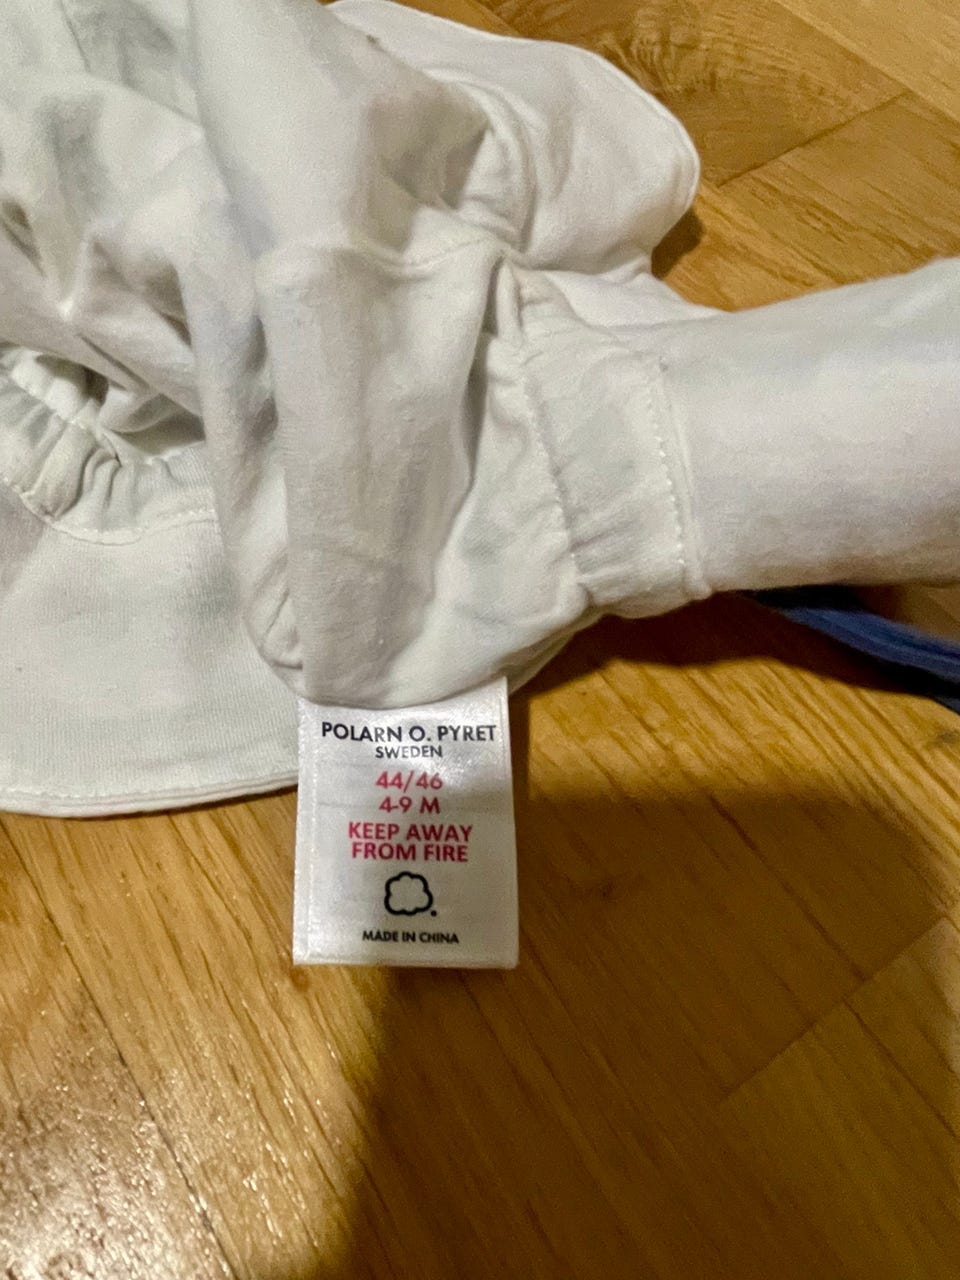 POLARN O. PYRET
SWEDEN
44/46
4-9 M
KEEP AWAY
FROM FIRE
MADE IN CHINA